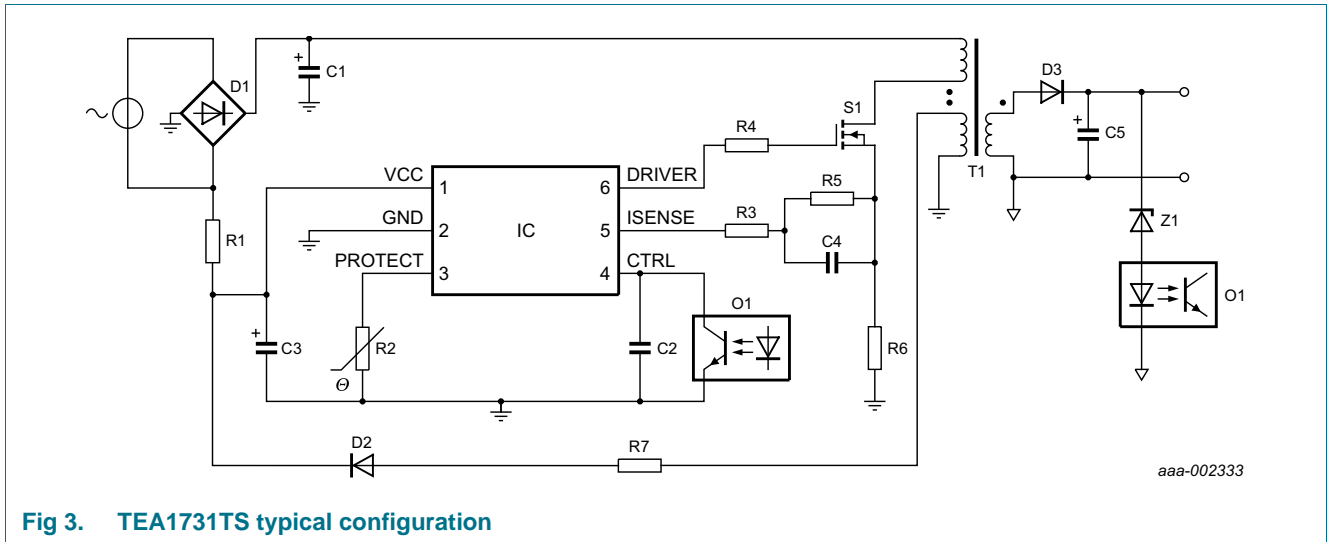 D1
+
C1
~
S1
D3
R4
+
C5
T1
VCC
DRIVER
1
6
R5
GND
ISENSE
R3
2
IC
5
Z1
R1
C4
PROTECT
CTRL
3
4
O1
O1
+
C3
R2
C2
R6
Θ
D2
R7
aaa-002333
Fig 3. TEA1731TS typical configuration